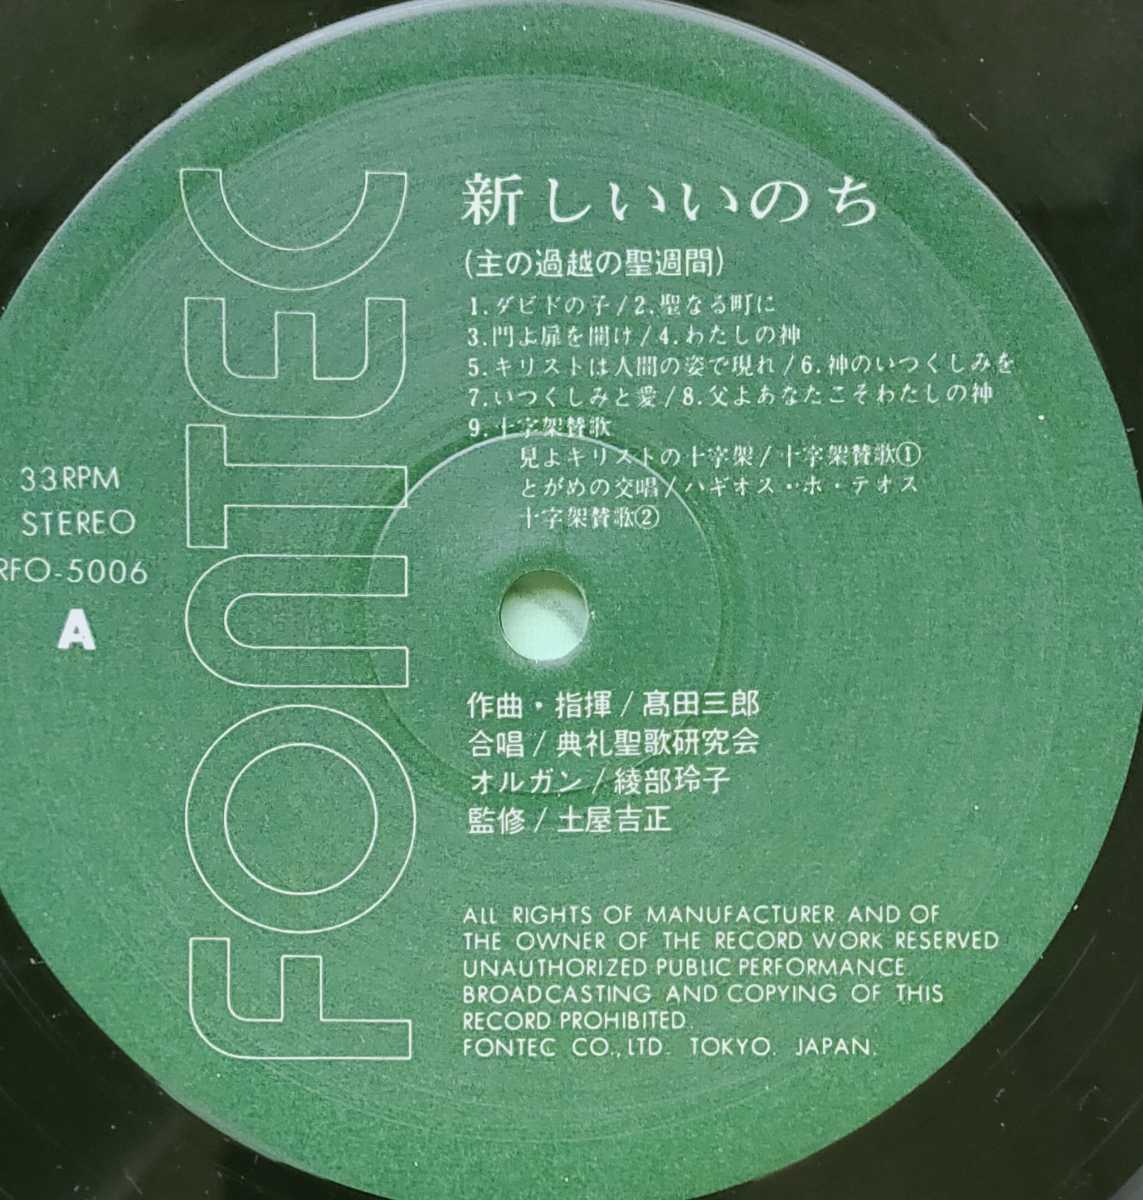 FONTEC
新しいいのち
(主の過越の聖週間)
1.ダビドの子/2.聖なる町に
3.門よ扉を開け/4.わたしの神
5.キリストは人間の姿で現れ/6.神のいつくしみを
7.いつくしみと愛/8.父よあなたこそわたしの神
9.十字架賛歌
見よキリストの十字架/十字架賛歌①
とがめの交唱/ハギオス・ホ・テオス
十字架賛歌②
33RPM
STEREO
RFO-5006
A
作曲・指揮/髙田三郎
合唱/典礼聖歌研究会
オルガン/綾部玲子
監修/土屋吉正
ALL RIGHTS OF MANUFACTURER AND OF
THE OWNER OF THE RECORD WORK RESERVED
UNAUTHORIZED PUBLIC PERFORMANCE.
BROADCASTING AND COPYING OF THIS
RECORD PROHIBITED.
FONTEC CO., LTD. TOKYO. JAPAN.